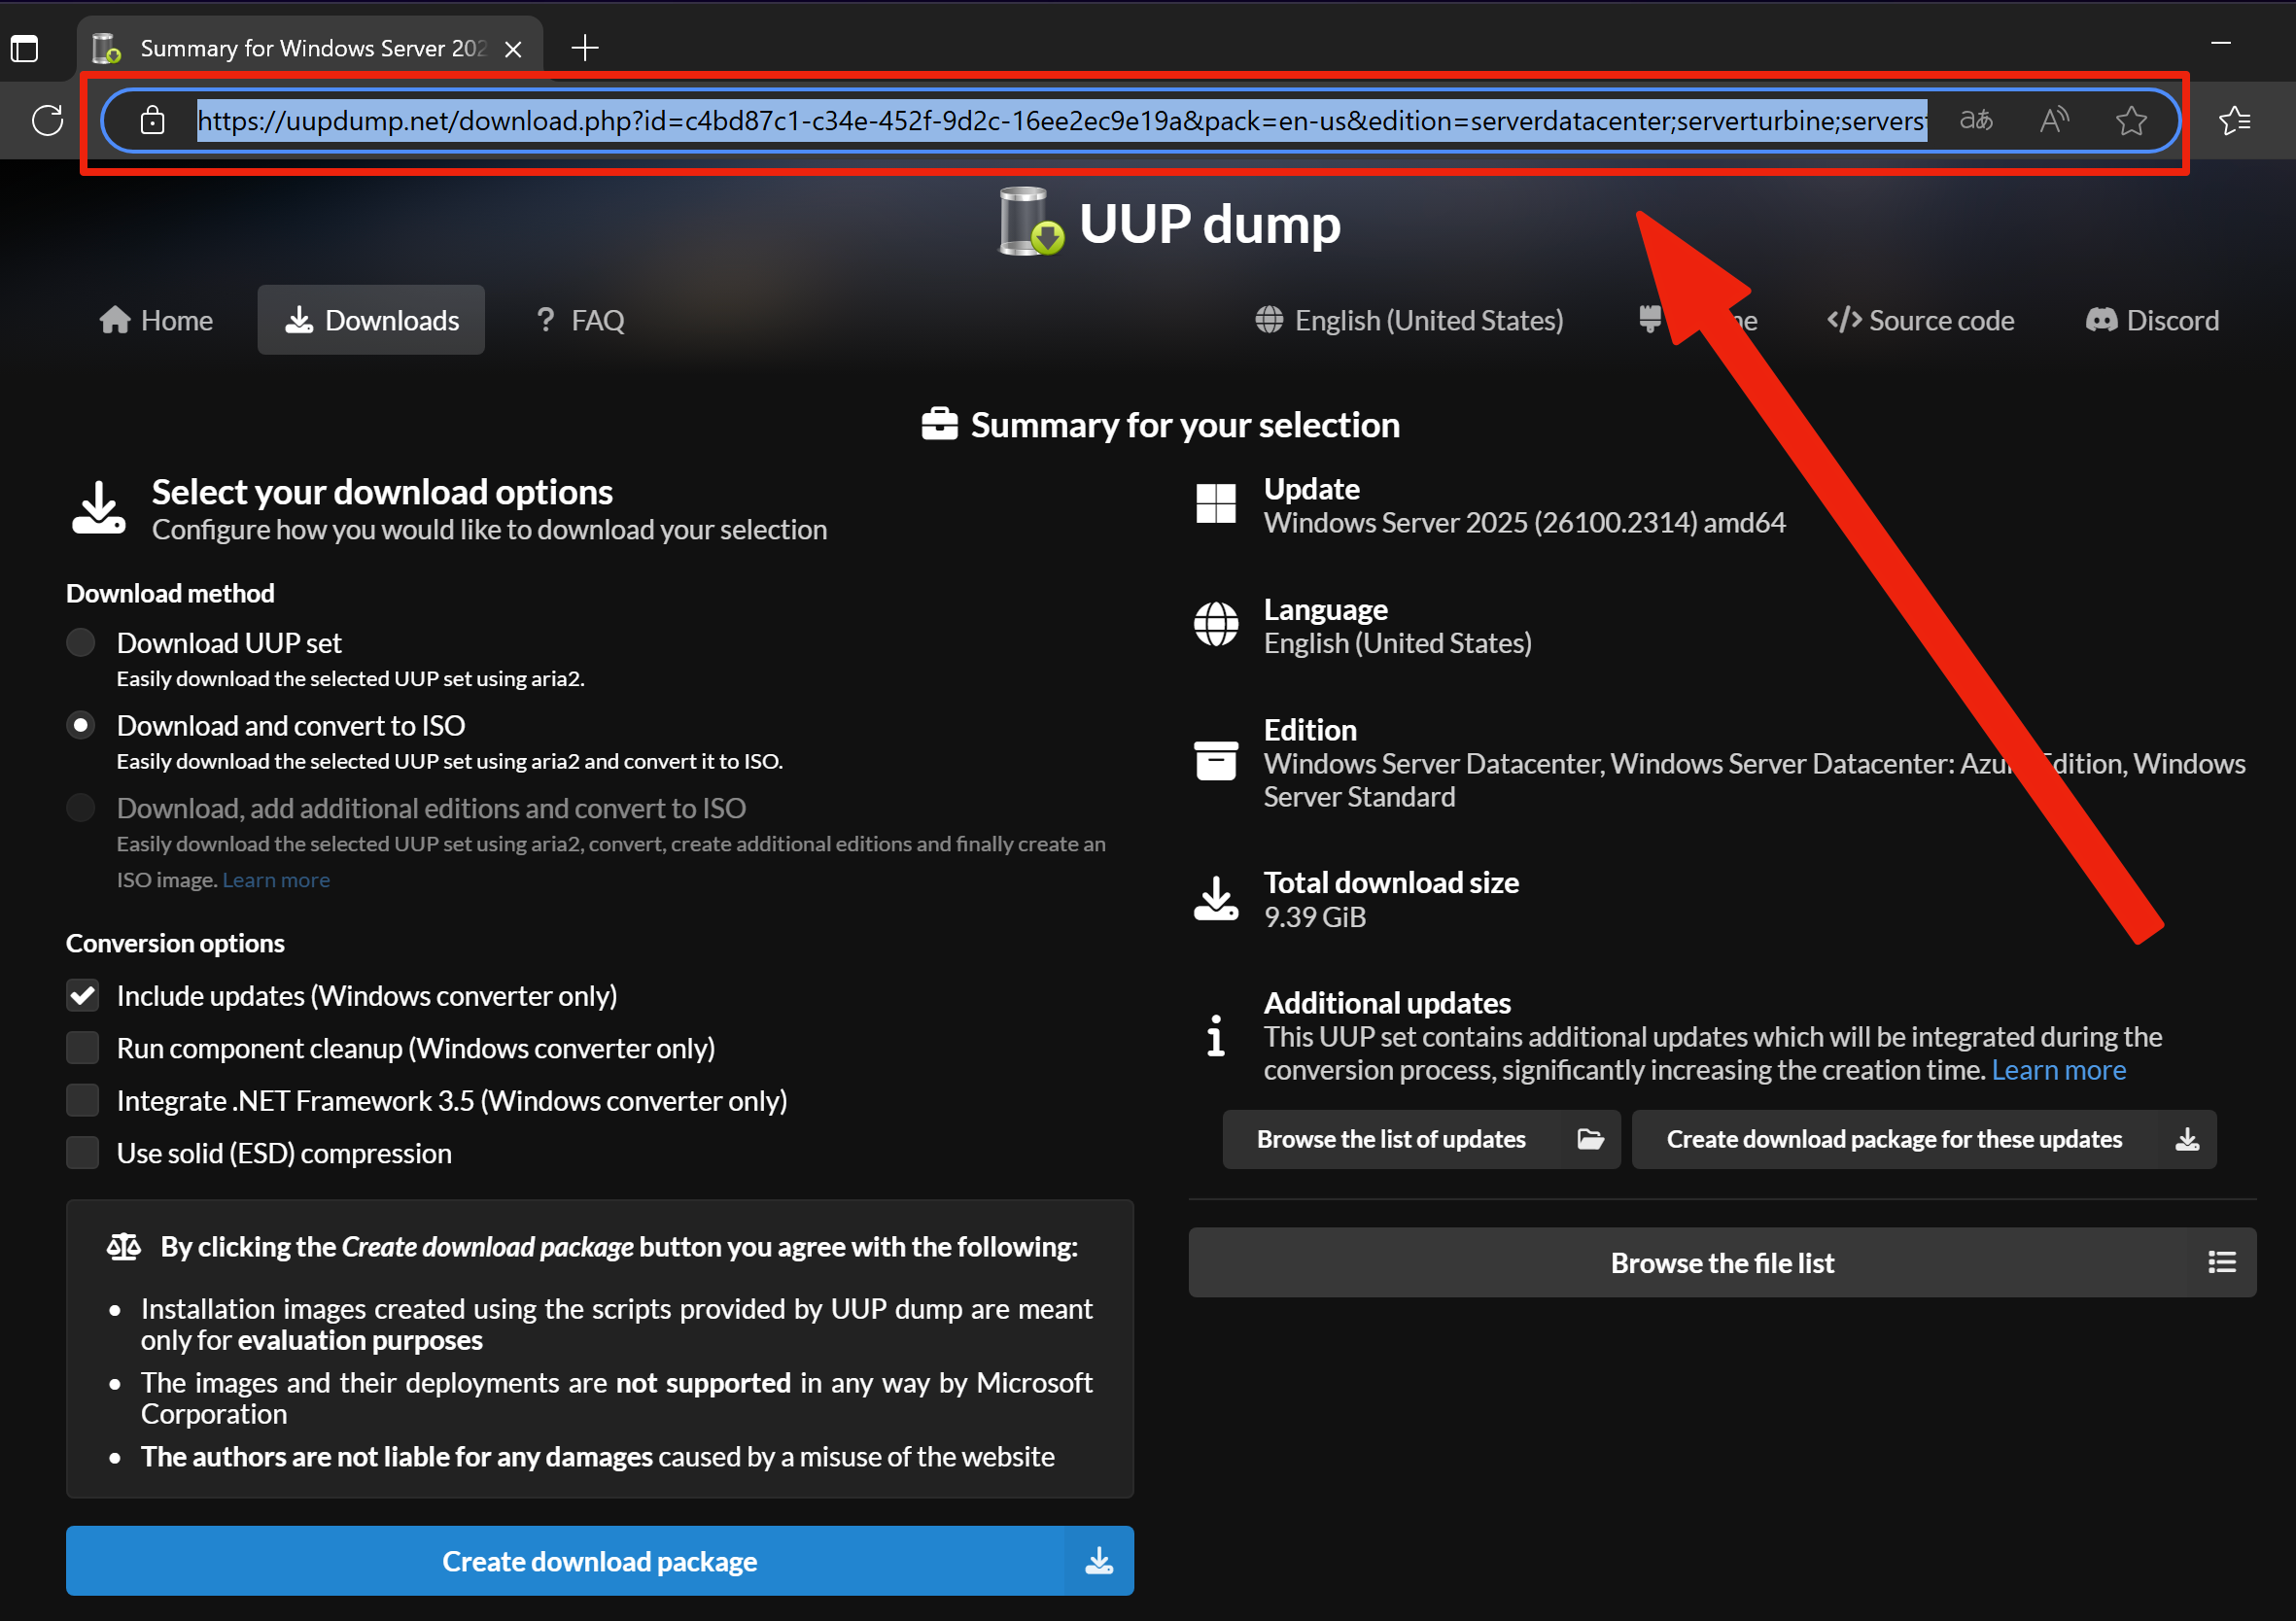 Summary for Windows Server 202
https://uupdump.net/download.php?id=c4bd87c1-c34e-452f-9d2c-16ee2ec9e19a&pack=en-us&edition=serverdatacenter;serverturbine;servers
aあ
A
UUP dump
Home
Downloads
? FAQ
English (United States)
</> Source code
Discord
Summary for your selection
Select your download options
Configure how you would like to download your selection
Download method
Download UUP set
Easily download the selected UUP set using aria2.
Download and convert to ISO
Easily download the selected UUP set using aria2 and convert it to ISO.
Download, add additional editions and convert to ISO
Easily download the selected UUP set using aria2, convert, create additional editions and finally create an
ISO image. Learn more
Conversion options
Include updates (Windows converter only)
Run component cleanup (Windows converter only)
Integrate .NET Framework 3.5 (Windows converter only)
Use solid (ESD) compression
By clicking the Create download package button you agree with the following:
• Installation images created using the scripts provided by UUP dump are meant
only for evaluation purposes
• The images and their deployments are not supported in any way by Microsoft
Corporation
• The authors are not liable for any damages caused by a misuse of the website
Create download package
Update
Windows Server 2025 (26100.2314) amd64
Language
English (United States)
Edition
Windows Server Datacenter, Windows Server Datacenter: Azu Edition, Windows
Server Standard
Total download size
9.39 GiB
Additional updates
This UUP set contains additional updates which will be integrated during the
conversion process, significantly increasing the creation time. Learn more
Browse the list of updates
Create download package for these updates
Browse the file list